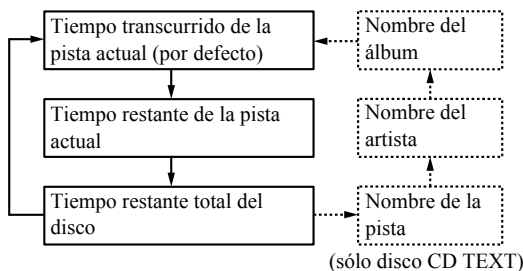 Tiempo transcurrido de la
pista actual (por defecto)
Tiempo restante de la pista
actual
Tiempo restante total del
disco
Nombre del
álbum
Nombre del
artista
Nombre de la
pista
(sólo disco CD TEXT)